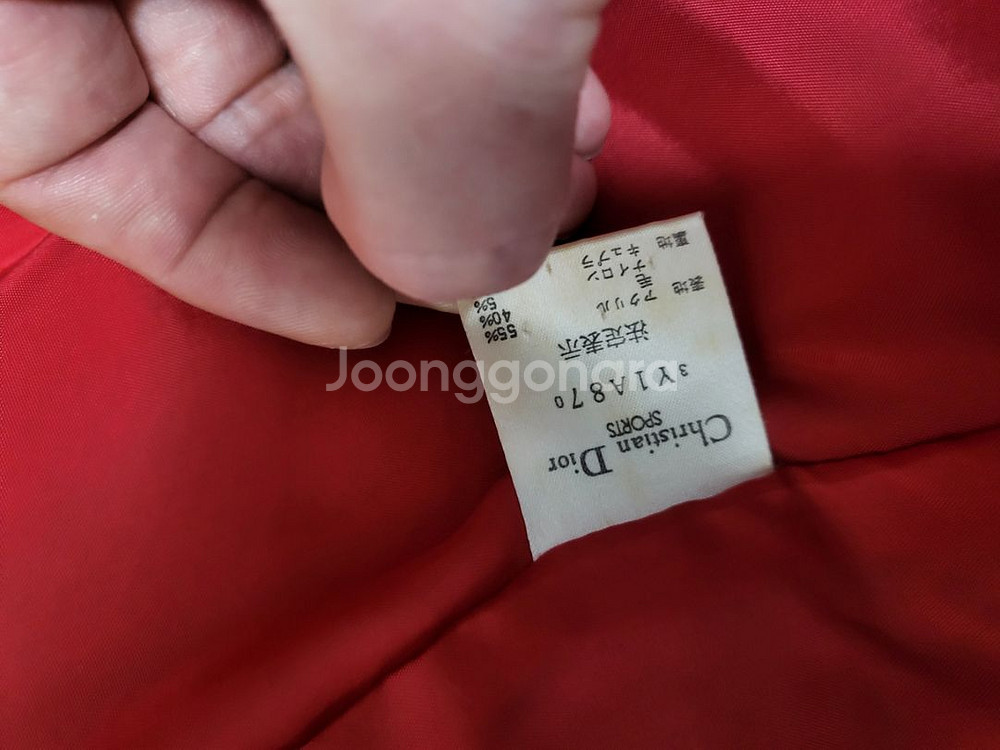 Christian Dior
SPORTS
3Y1A870
法定表示
表地 アクリル 55%
毛 40%
ナイロン 5%
裏地 キュプラ
Joonggonara